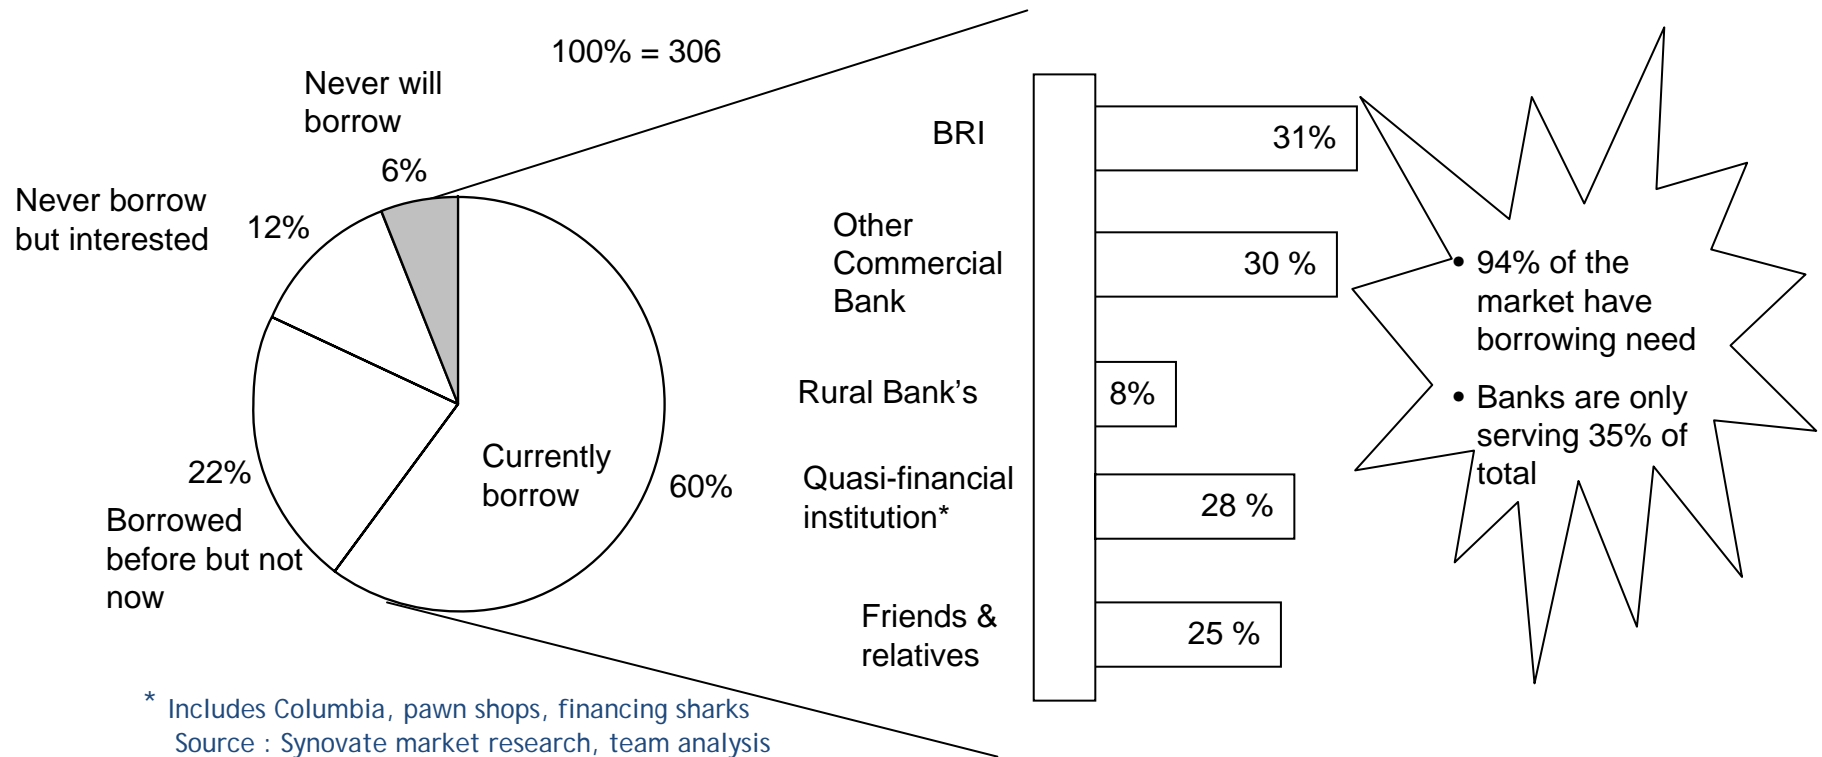 100% = 306
Never will
borrow
6%
Never borrow
but interested
12%
22%
Borrowed
before but not
now
Currently
borrow
60%
BRI
31%
Other
Commercial
Bank
30 %
Rural Bank’s
8%
Quasi-financial
institution*
28 %
Friends &
relatives
25 %
• 94% of the
market have
borrowing need
• Banks are only
serving 35% of
total
* Includes Columbia, pawn shops, financing sharks
Source : Synovate market research, team analysis